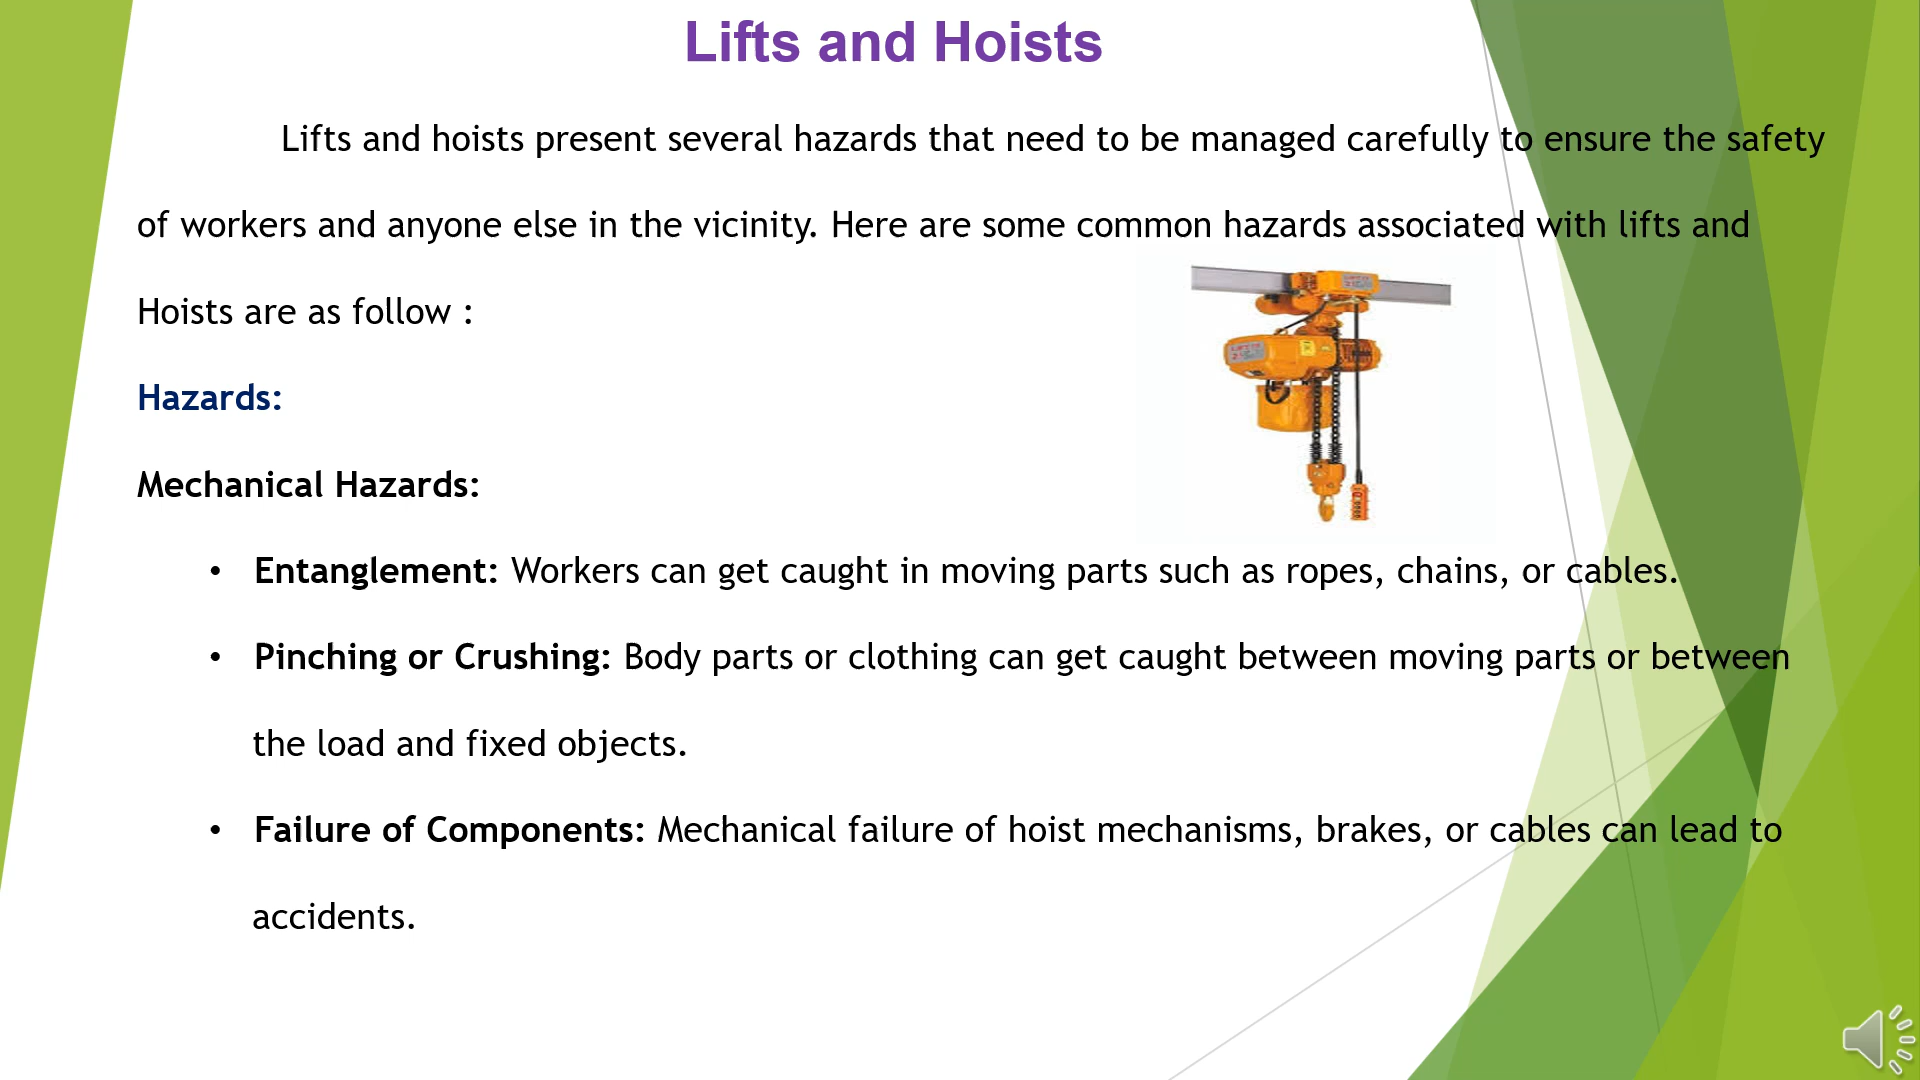 Lifts and Hoists
Lifts and hoists present several hazards that need to be managed carefully to ensure the safety
of workers and anyone else in the vicinity. Here are some common hazards associated with lifts and
Hoists are as follow :
Hazards:
Mechanical Hazards:
• Entanglement: Workers can get caught in moving parts such as ropes, chains, or cables.
• Pinching or Crushing: Body parts or clothing can get caught between moving parts or between
the load and fixed objects.
• Failure of Components: Mechanical failure of hoist mechanisms, brakes, or cables can lead to
accidents.